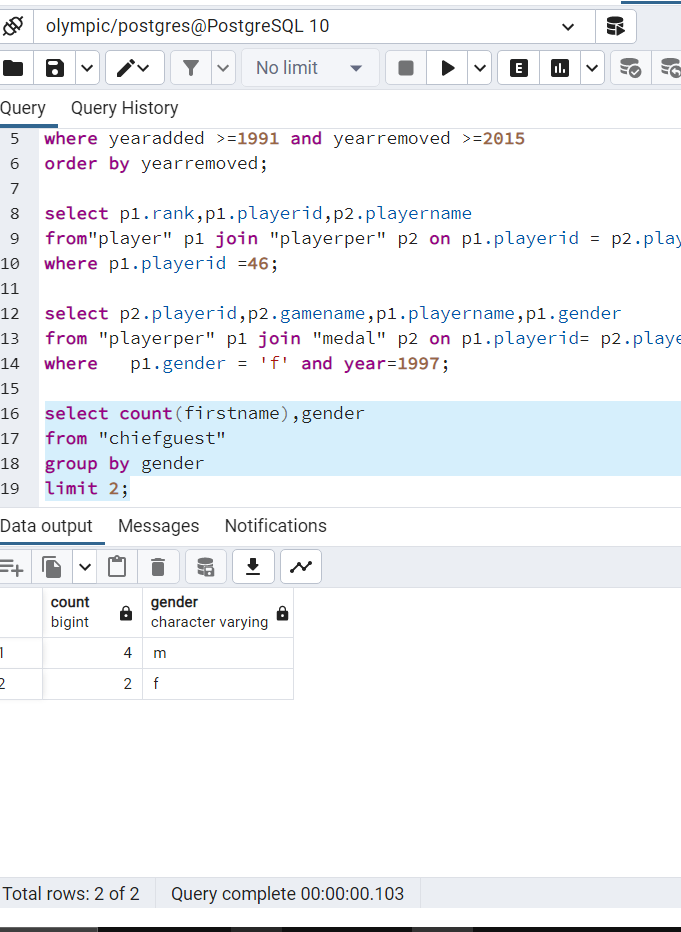 olympic/postgres@PostgreSQL 10
No limit
E
Query Query History
5 where yearadded >=1991 and yearremoved >=2015
6 order by yearremoved;
7
8 select p1.rank,p1.playerid,p2.playername
9 from"player" p1 join "playerper" p2 on p1.playerid = p2.play
10 where p1.playerid =46;
11
12 select p2.playerid,p2.gamename,p1.playername,p1.gender
13 from "playerper" p1 join "medal" p2 on p1.playerid= p2.playe
14 where p1.gender = 'f' and year=1997;
15
16 select count(firstname),gender
17 from "chiefguest"
18 group by gender
19 limit 2;
Data output Messages Notifications
count gender
bigint character varying
1 4 m
2 2 f
Total rows: 2 of 2 Query complete 00:00:00.103